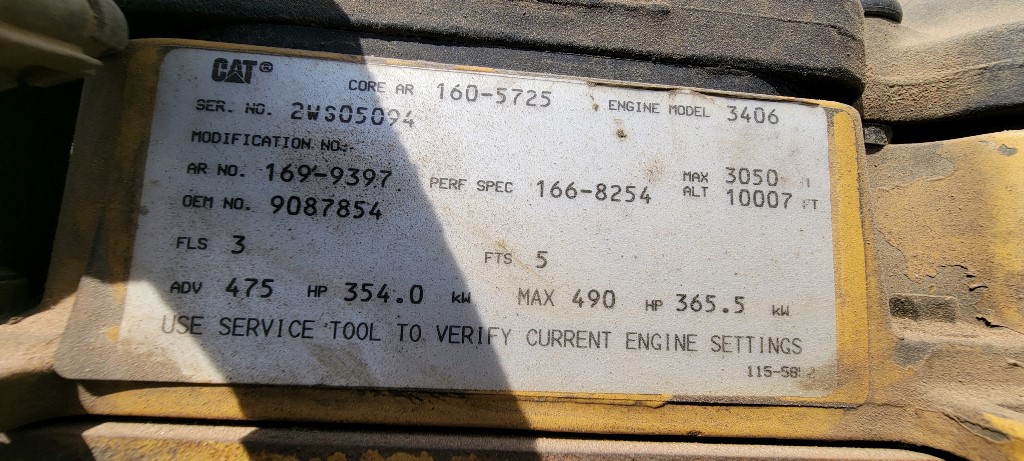 CAT®
CORE AR 160-5725 ENGINE MODEL 3406
SER. NO. 2WS05094
MODIFICATION NO.
AR NO. 169-9397 PERF SPEC 166-8254 MAX ALT 3050 10007 FT
OEM NO. 9087854
FLS 3 FTS 5
ADV 475 HP 354.0 kW MAX 490 HP 365.5 kW
USE SERVICE TOOL TO VERIFY CURRENT ENGINE SETTINGS